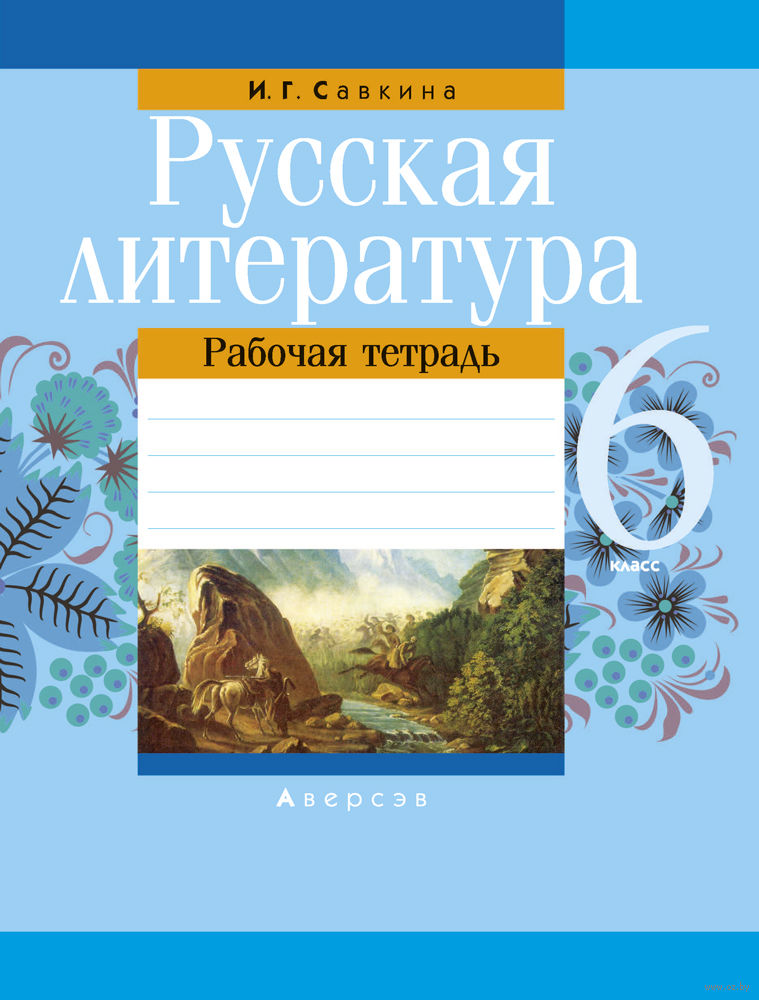 И. Г. Савкина
Русская
литература
Рабочая тетрадь
6
класс
Аверсэв